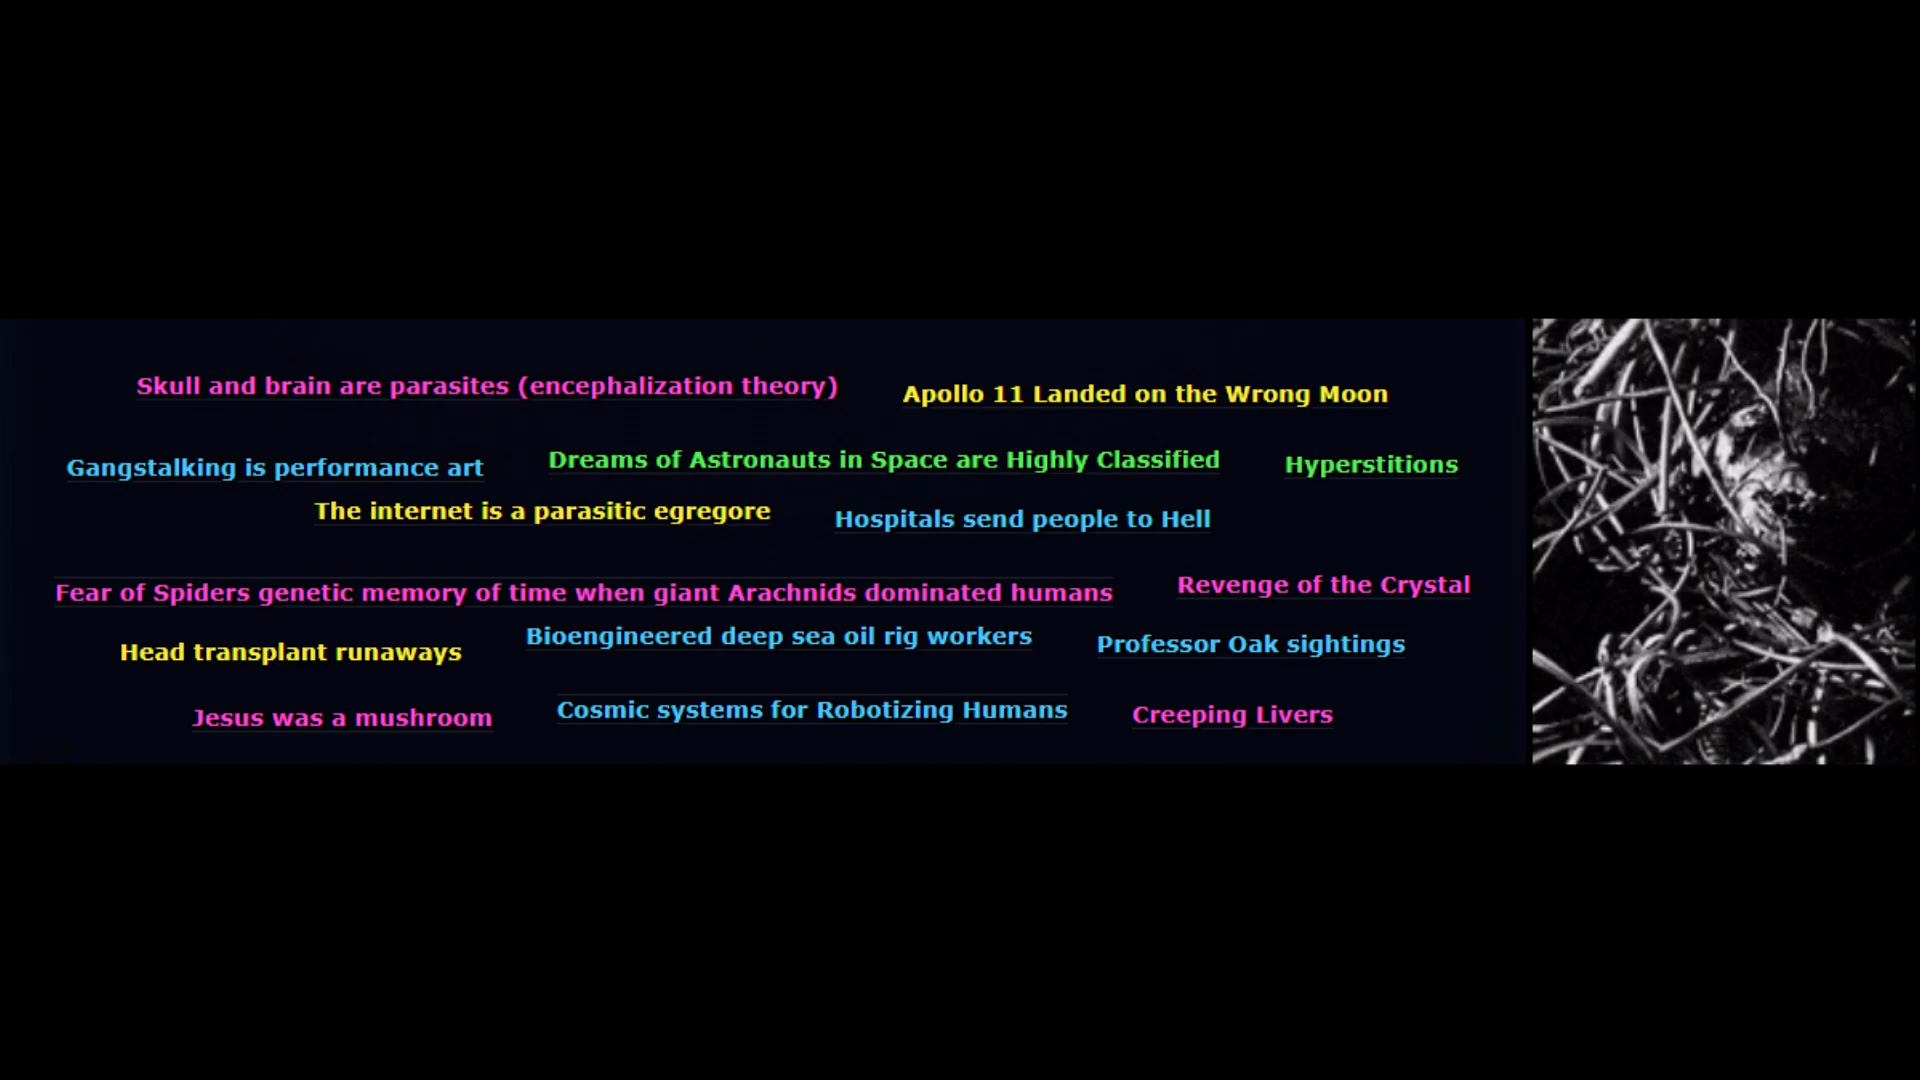 Skull and brain are parasites (encephalization theory)
Apollo 11 Landed on the Wrong Moon
Gangstalking is performance art
Dreams of Astronauts in Space are Highly Classified
Hyperstitions
The internet is a parasitic egregore
Hospitals send people to Hell
Fear of Spiders genetic memory of time when giant Arachnids dominated humans
Revenge of the Crystal
Head transplant runaways
Bioengineered deep sea oil rig workers
Professor Oak sightings
Jesus was a mushroom
Cosmic systems for Robotizing Humans
Creeping Livers